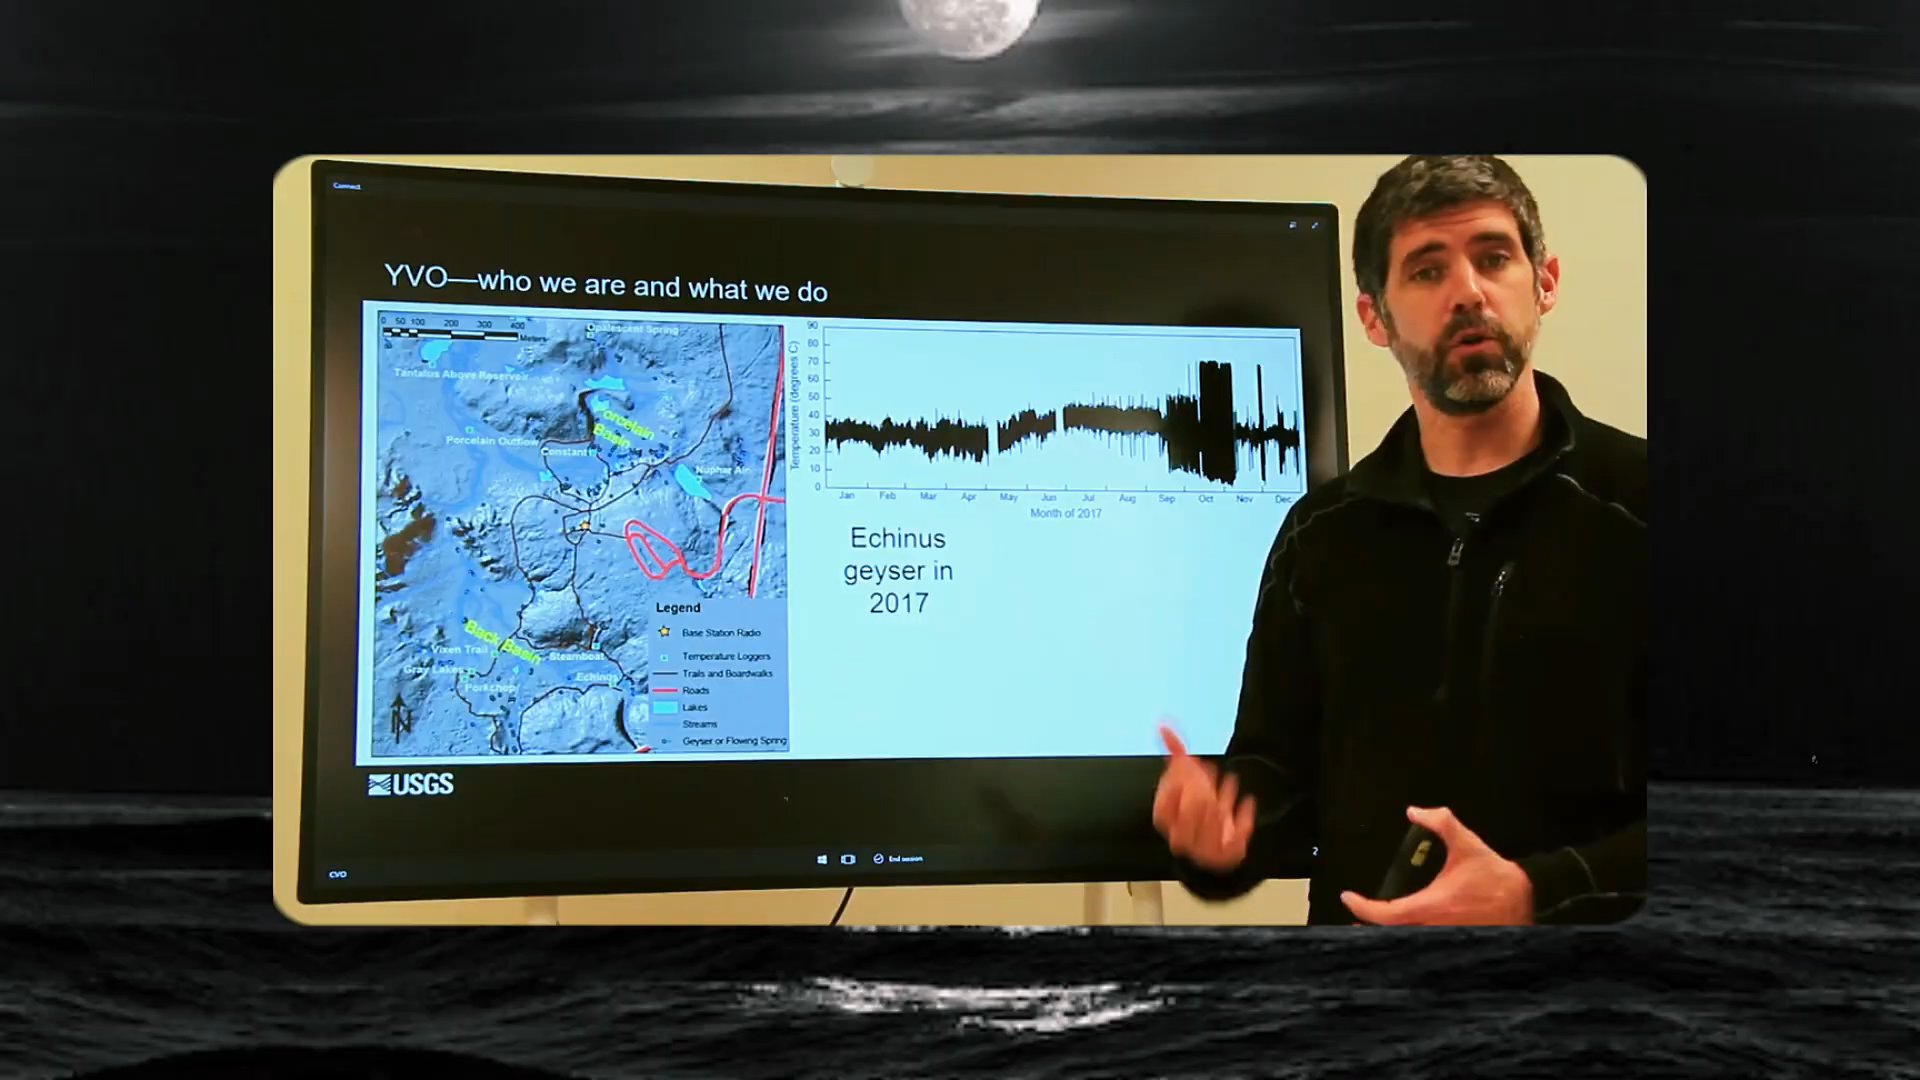 Connect
YVO—who we are and what we do
0 50 100 200 300 400
Meters
Opalescent Spring
Tantalus Above Reservoir
Porcelain
Basin
Porcelain Outflow
Constant
Nuphar
Back Basin
Vixen Trail
Steamboat
Gray Lakes
Echinus
Porkchop
N
Legend
Base Station Radio
Temperature Loggers
Trails and Boardwalks
Roads
Lakes
Streams
Geyser or Flowing Spring
Temperature (degrees C)
90
80
70
60
50
40
30
20
10
0
Jan Feb Mar Apr May Jun Jul Aug Sep Oct Nov Dec
Month of 2017
Echinus
geyser in
2017
USGS
2
End session
CVO